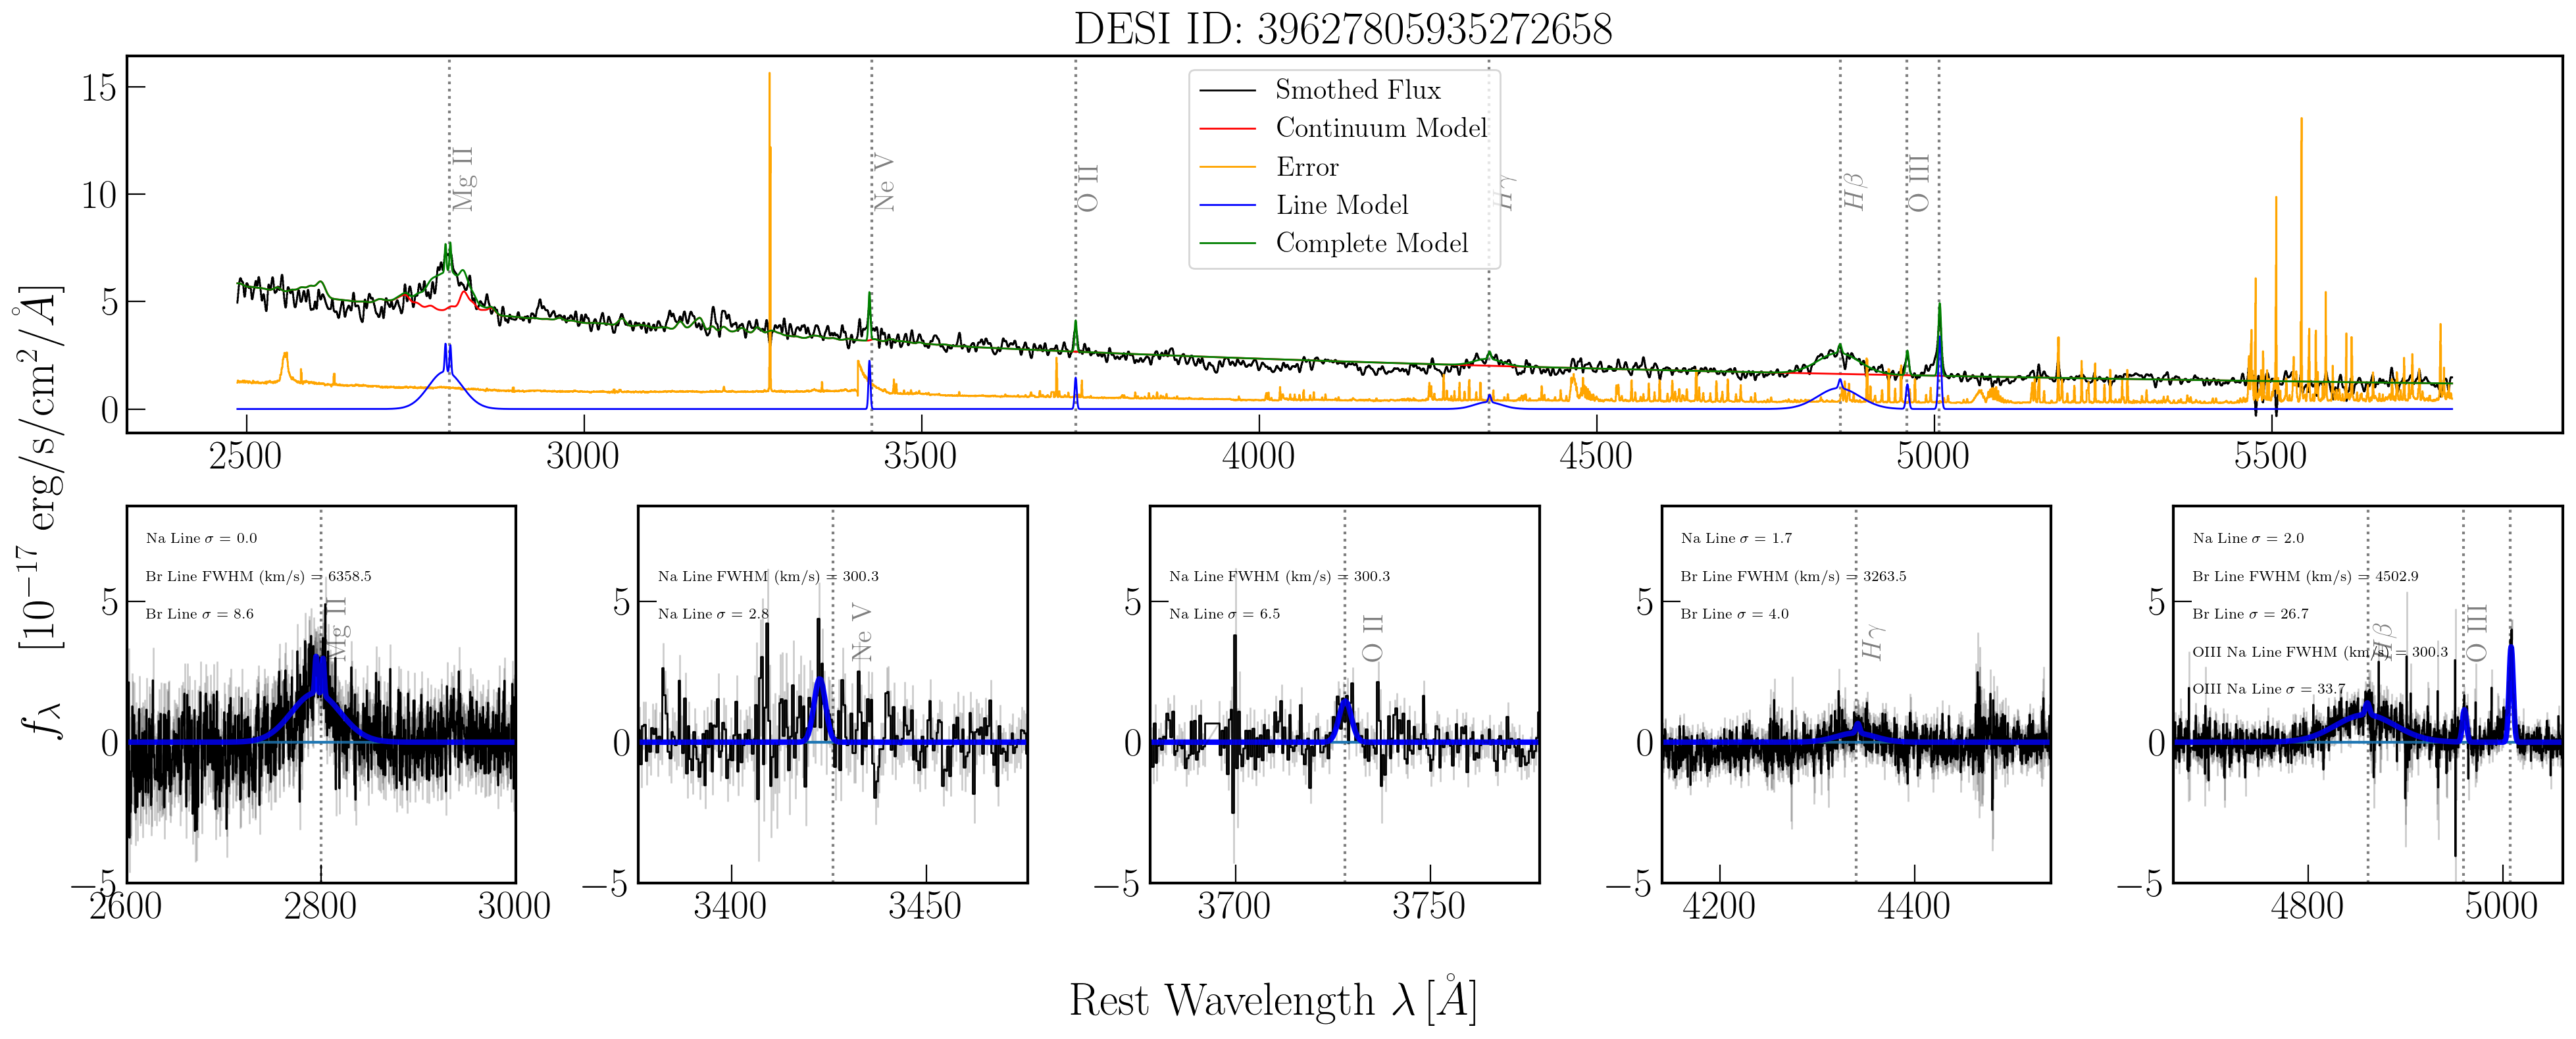 DESI ID: 39627805935272658
15
10
5
0
Mg II
Ne V
O II
Hγ
Hβ
O III
Smothed Flux
Continuum Model
Error
Line Model
Complete Model
2500 3000 3500 4000 4500 5000 5500
f_λ [10^{-17} erg/s/cm^2/Å]
Na Line σ = 0.0
Br Line FWHM (km/s) = 6358.5
Br Line σ = 8.6
Mg II
5
0
−5
2600 2800 3000
Na Line FWHM (km/s) = 300.3
Na Line σ = 2.8
Ne V
5
0
−5
3400 3450
Na Line FWHM (km/s) = 300.3
Na Line σ = 6.5
O II
5
0
−5
3700 3750
Na Line σ = 1.7
Br Line FWHM (km/s) = 3263.5
Br Line σ = 4.0
Hγ
5
0
−5
4200 4400
Na Line σ = 2.0
Br Line FWHM (km/s) = 4502.9
Br Line σ = 26.7
OIII Na Line FWHM (km/s) = 300.3
OIII Na Line σ = 33.7
Hβ
O III
5
0
−5
4800 5000
Rest Wavelength λ [Å]